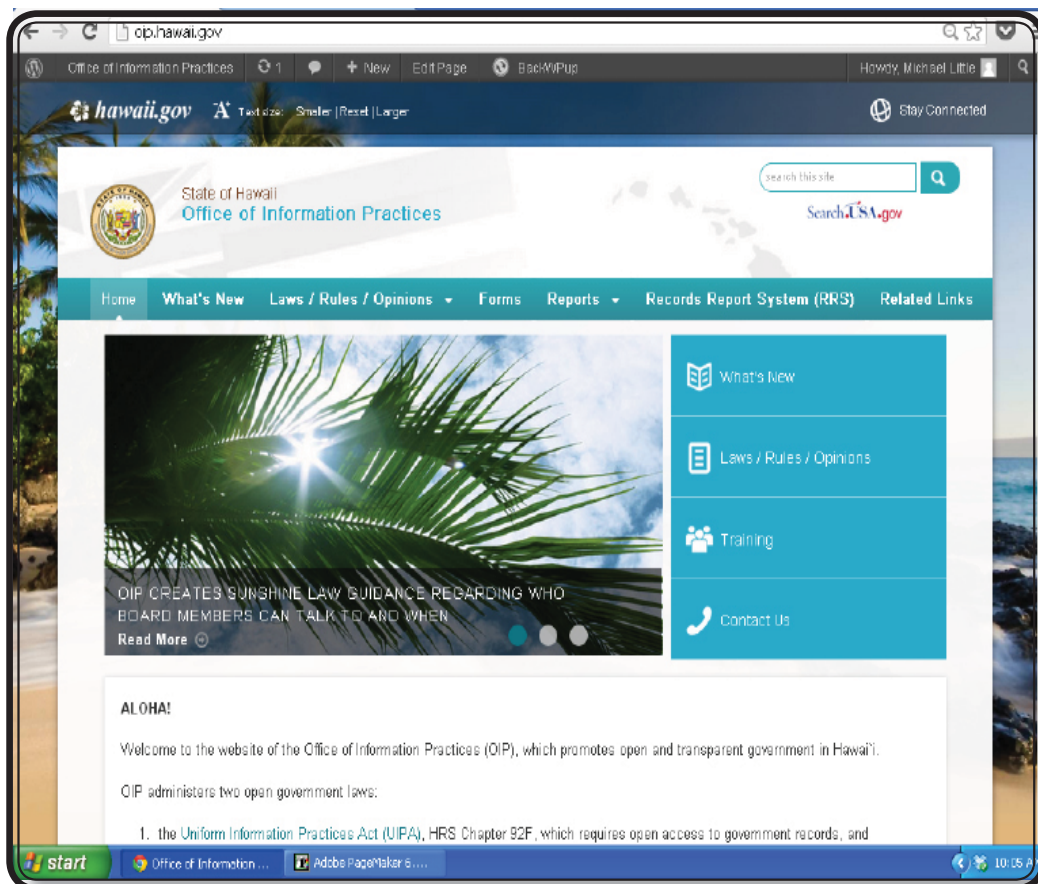 oip.hawaii.gov
Office of Information Practices 1 + New Edit Page BackWPup Howdy, Michael Little
hawaii.gov A Text size: Smaller | Reset | Larger Stay Connected
search this site
State of Hawaii
Office of Information Practices
Search.USA.gov
Home What's New Laws / Rules / Opinions Forms Reports Records Report System (RRS) Related Links
What's New
Laws / Rules / Opinions
Training
Contact Us
OIP CREATES SUNSHINE LAW GUIDANCE REGARDING WHO
BOARD MEMBERS CAN TALK TO AND WHEN
Read More
ALOHA!
Welcome to the website of the Office of Information Practices (OIP), which promotes open and transparent government in Hawai`i.
OIP administers two open government laws:
1. the Uniform Information Practices Act (UIPA), HRS Chapter 92F, which requires open access to government records, and
start Office of Information ... Adobe PageMaker 6.... 10:05 A